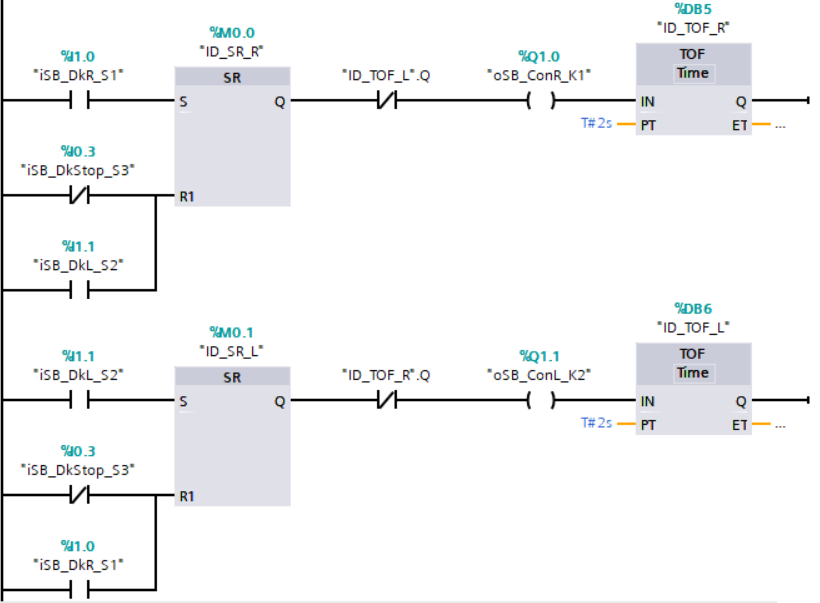 %DB5
"ID_TOF_R"
%M0.0
"ID_SR_R"
%I1.0
"iSB_DkR_S1"
SR
"ID_TOF_L".Q
%Q1.0
"oSB_ConR_K1"
TOF
Time
S Q
IN Q
T#2s PT ET ...
%I0.3
"iSB_DkStop_S3"
R1
%I1.1
"iSB_DkL_S2"
%DB6
"ID_TOF_L"
%M0.1
"ID_SR_L"
%I1.1
"iSB_DkL_S2"
SR
"ID_TOF_R".Q
%Q1.1
"oSB_ConL_K2"
TOF
Time
S Q
IN Q
T#2s PT ET ...
%I0.3
"iSB_DkStop_S3"
R1
%I1.0
"iSB_DkR_S1"